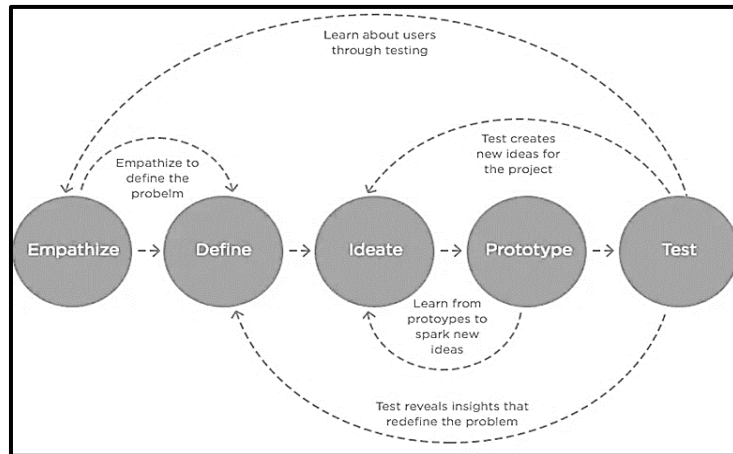 Learn about users
through testing
Empathize to
define the
probelm
Test creates
new ideas for
the project
Empathize
Define
Ideate
Prototype
Test
Learn from
protoypes to
spark new
ideas
Test reveals insights that
redefine the problem